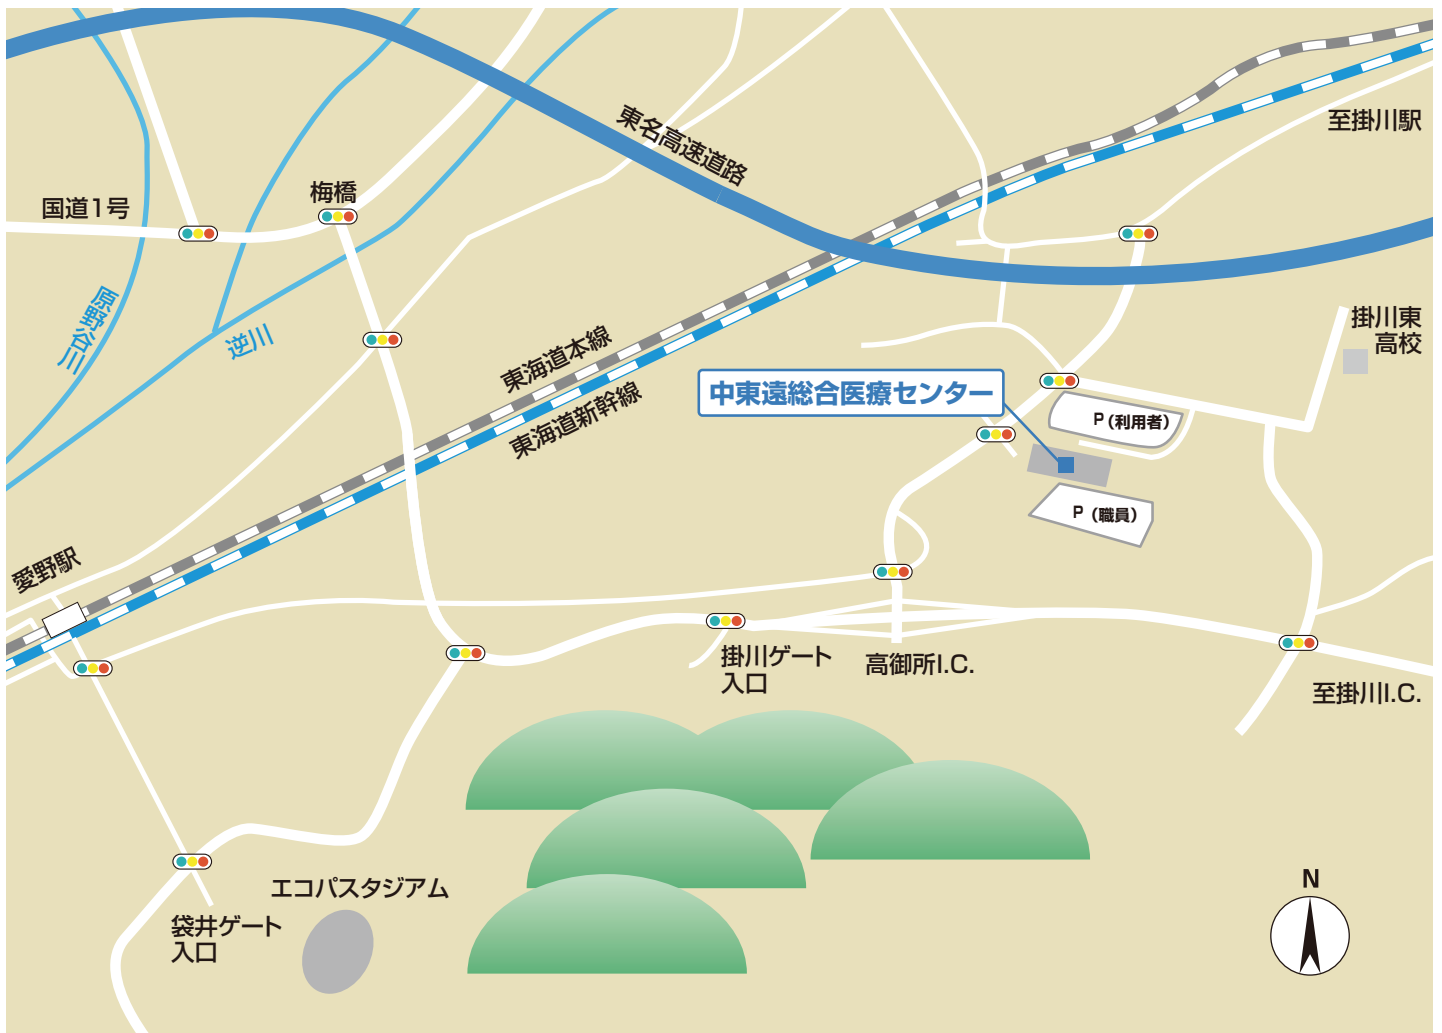 東名高速道路
至掛川駅
梅橋
国道1号
原野谷川
逆川
東海道本線
東海道新幹線
掛川東
高校
中東遠総合医療センター
P(利用者)
P(職員)
愛野駅
掛川ゲート
入口
高御所I.C.
至掛川I.C.
エコパスタジアム
袋井ゲート
入口
N